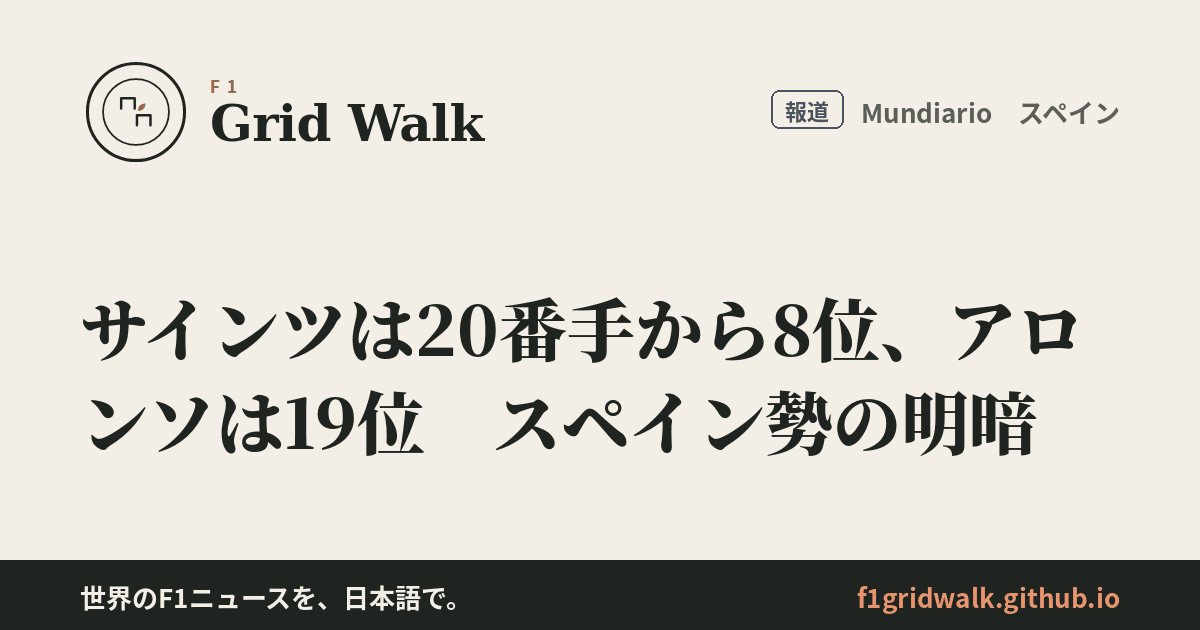 F1
Grid Walk
報道 Mundiario　スペイン
サインツは20番手から8位、アロ
ンソは19位　スペイン勢の明暗
世界のF1ニュースを、日本語で。
f1gridwalk.github.io